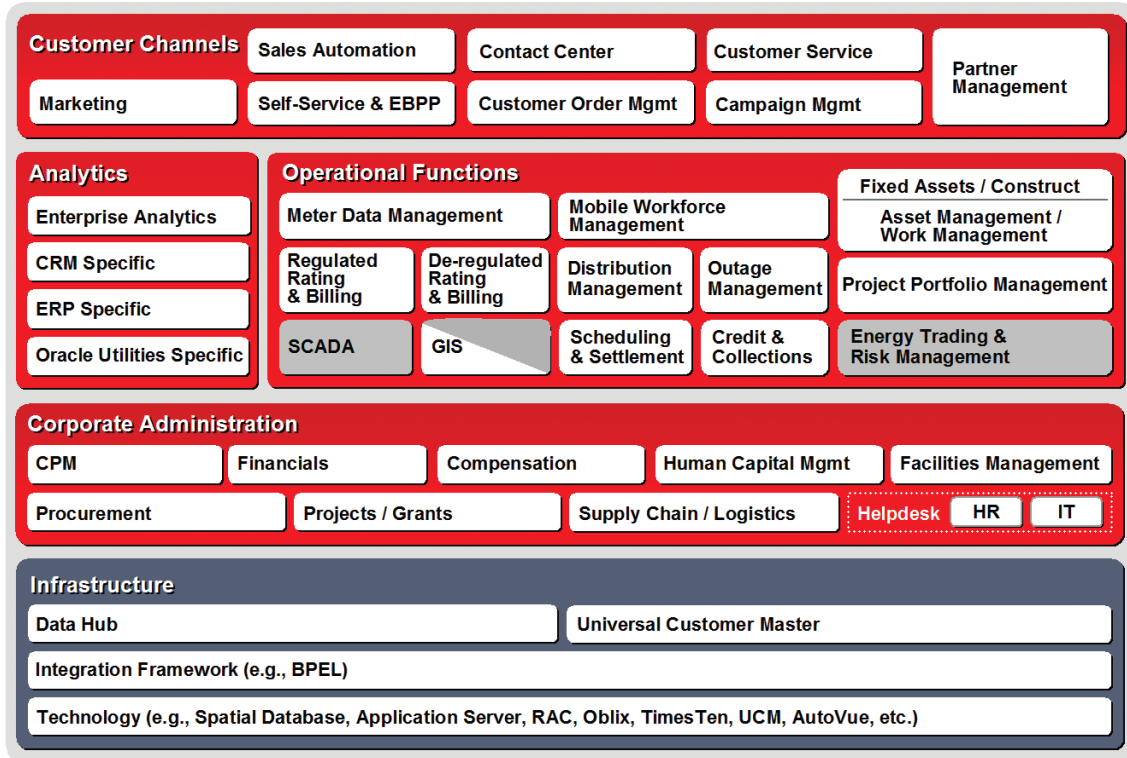 Customer Channels
Sales Automation
Contact Center
Customer Service
Partner
Management
Marketing
Self-Service & EBPP
Customer Order Mgmt
Campaign Mgmt
Analytics
Enterprise Analytics
CRM Specific
ERP Specific
Oracle Utilities Specific
Operational Functions
Meter Data Management
Mobile Workforce
Management
Fixed Assets / Construct
Asset Management /
Work Management
Regulated
Rating
& Billing
De-regulated
Rating
& Billing
Distribution
Management
Outage
Management
Project Portfolio Management
SCADA
GIS
Scheduling
& Settlement
Credit &
Collections
Energy Trading &
Risk Management
Corporate Administration
CPM
Financials
Compensation
Human Capital Mgmt
Facilities Management
Procurement
Projects / Grants
Supply Chain / Logistics
Helpdesk
HR
IT
Infrastructure
Data Hub
Universal Customer Master
Integration Framework (e.g., BPEL)
Technology (e.g., Spatial Database, Application Server, RAC, Oblix, TimesTen, UCM, AutoVue, etc.)